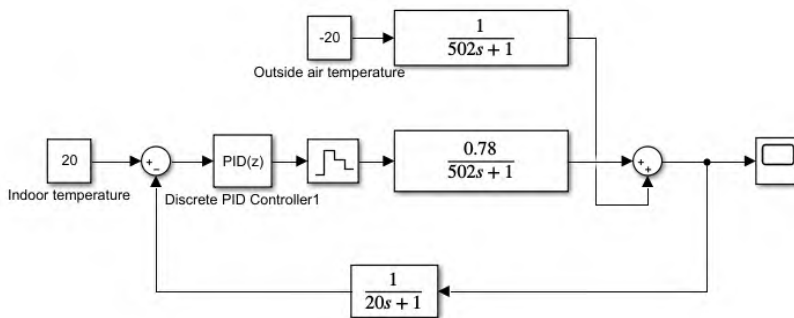 -20
1
502s + 1
Outside air temperature
20
+
−
PID(z)
0.78
502s + 1
+
+
Indoor temperature
Discrete PID Controller1
1
20s + 1